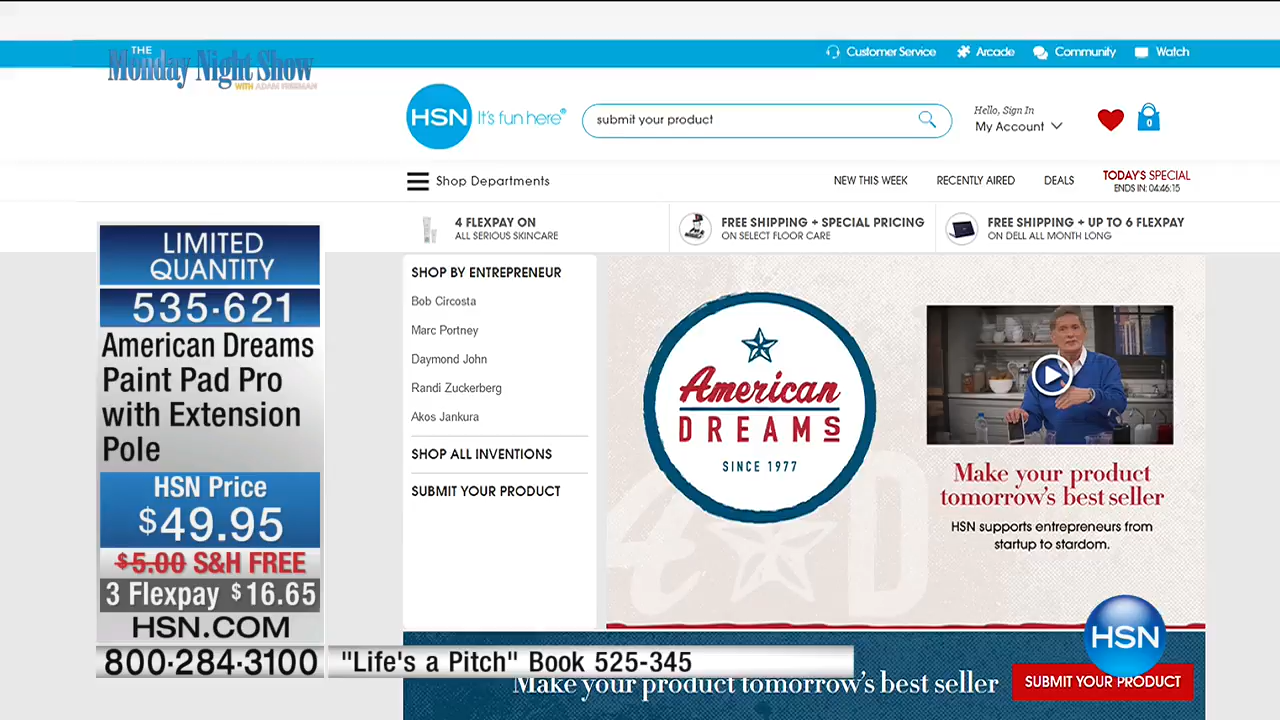 THE
Monday Night Show
WITH ADAM FREEMAN
Customer Service
Arcade
Community
Watch
HSN
It's fun here®
submit your product
Hello, Sign In
My Account
0
Shop Departments
NEW THIS WEEK
RECENTLY AIRED
DEALS
TODAY'S SPECIAL
ENDS IN: 04:46:15
4 FLEXPAY ON
ALL SERIOUS SKINCARE
FREE SHIPPING + SPECIAL PRICING
ON SELECT FLOOR CARE
FREE SHIPPING + UP TO 6 FLEXPAY
ON DELL ALL MONTH LONG
LIMITED
QUANTITY
535-621
American Dreams
Paint Pad Pro
with Extension
Pole
HSN Price
$49.95
$5.00 S&H FREE
3 Flexpay $16.65
HSN.COM
800-284-3100
SHOP BY ENTREPRENEUR
Bob Circosta
Marc Portney
Daymond John
Randi Zuckerberg
Akos Jankura
SHOP ALL INVENTIONS
SUBMIT YOUR PRODUCT
American
DREAMS
SINCE 1977
Make your product
tomorrow's best seller
HSN supports entrepreneurs from
startup to stardom.
HSN
"Life's a Pitch" Book 525-345
Make your product tomorrow's best seller
SUBMIT YOUR PRODUCT